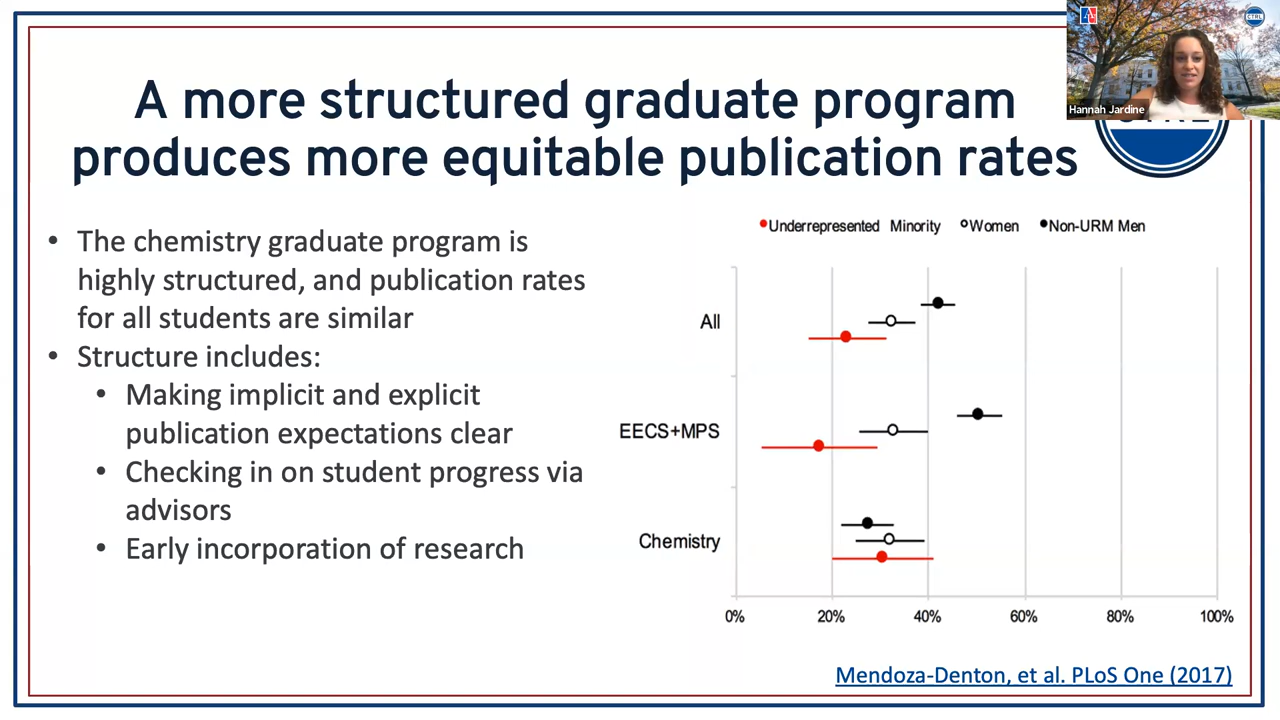 A more structured graduate program
produces more equitable publication rates
Hannah Jardine
• The chemistry graduate program is
highly structured, and publication rates
for all students are similar
• Structure includes:
• Making implicit and explicit
publication expectations clear
• Checking in on student progress via
advisors
• Early incorporation of research
Underrepresented Minority Women Non-URM Men
All
EECS+MPS
Chemistry
0% 20% 40% 60% 80% 100%
Mendoza-Denton, et al. PLoS One (2017)